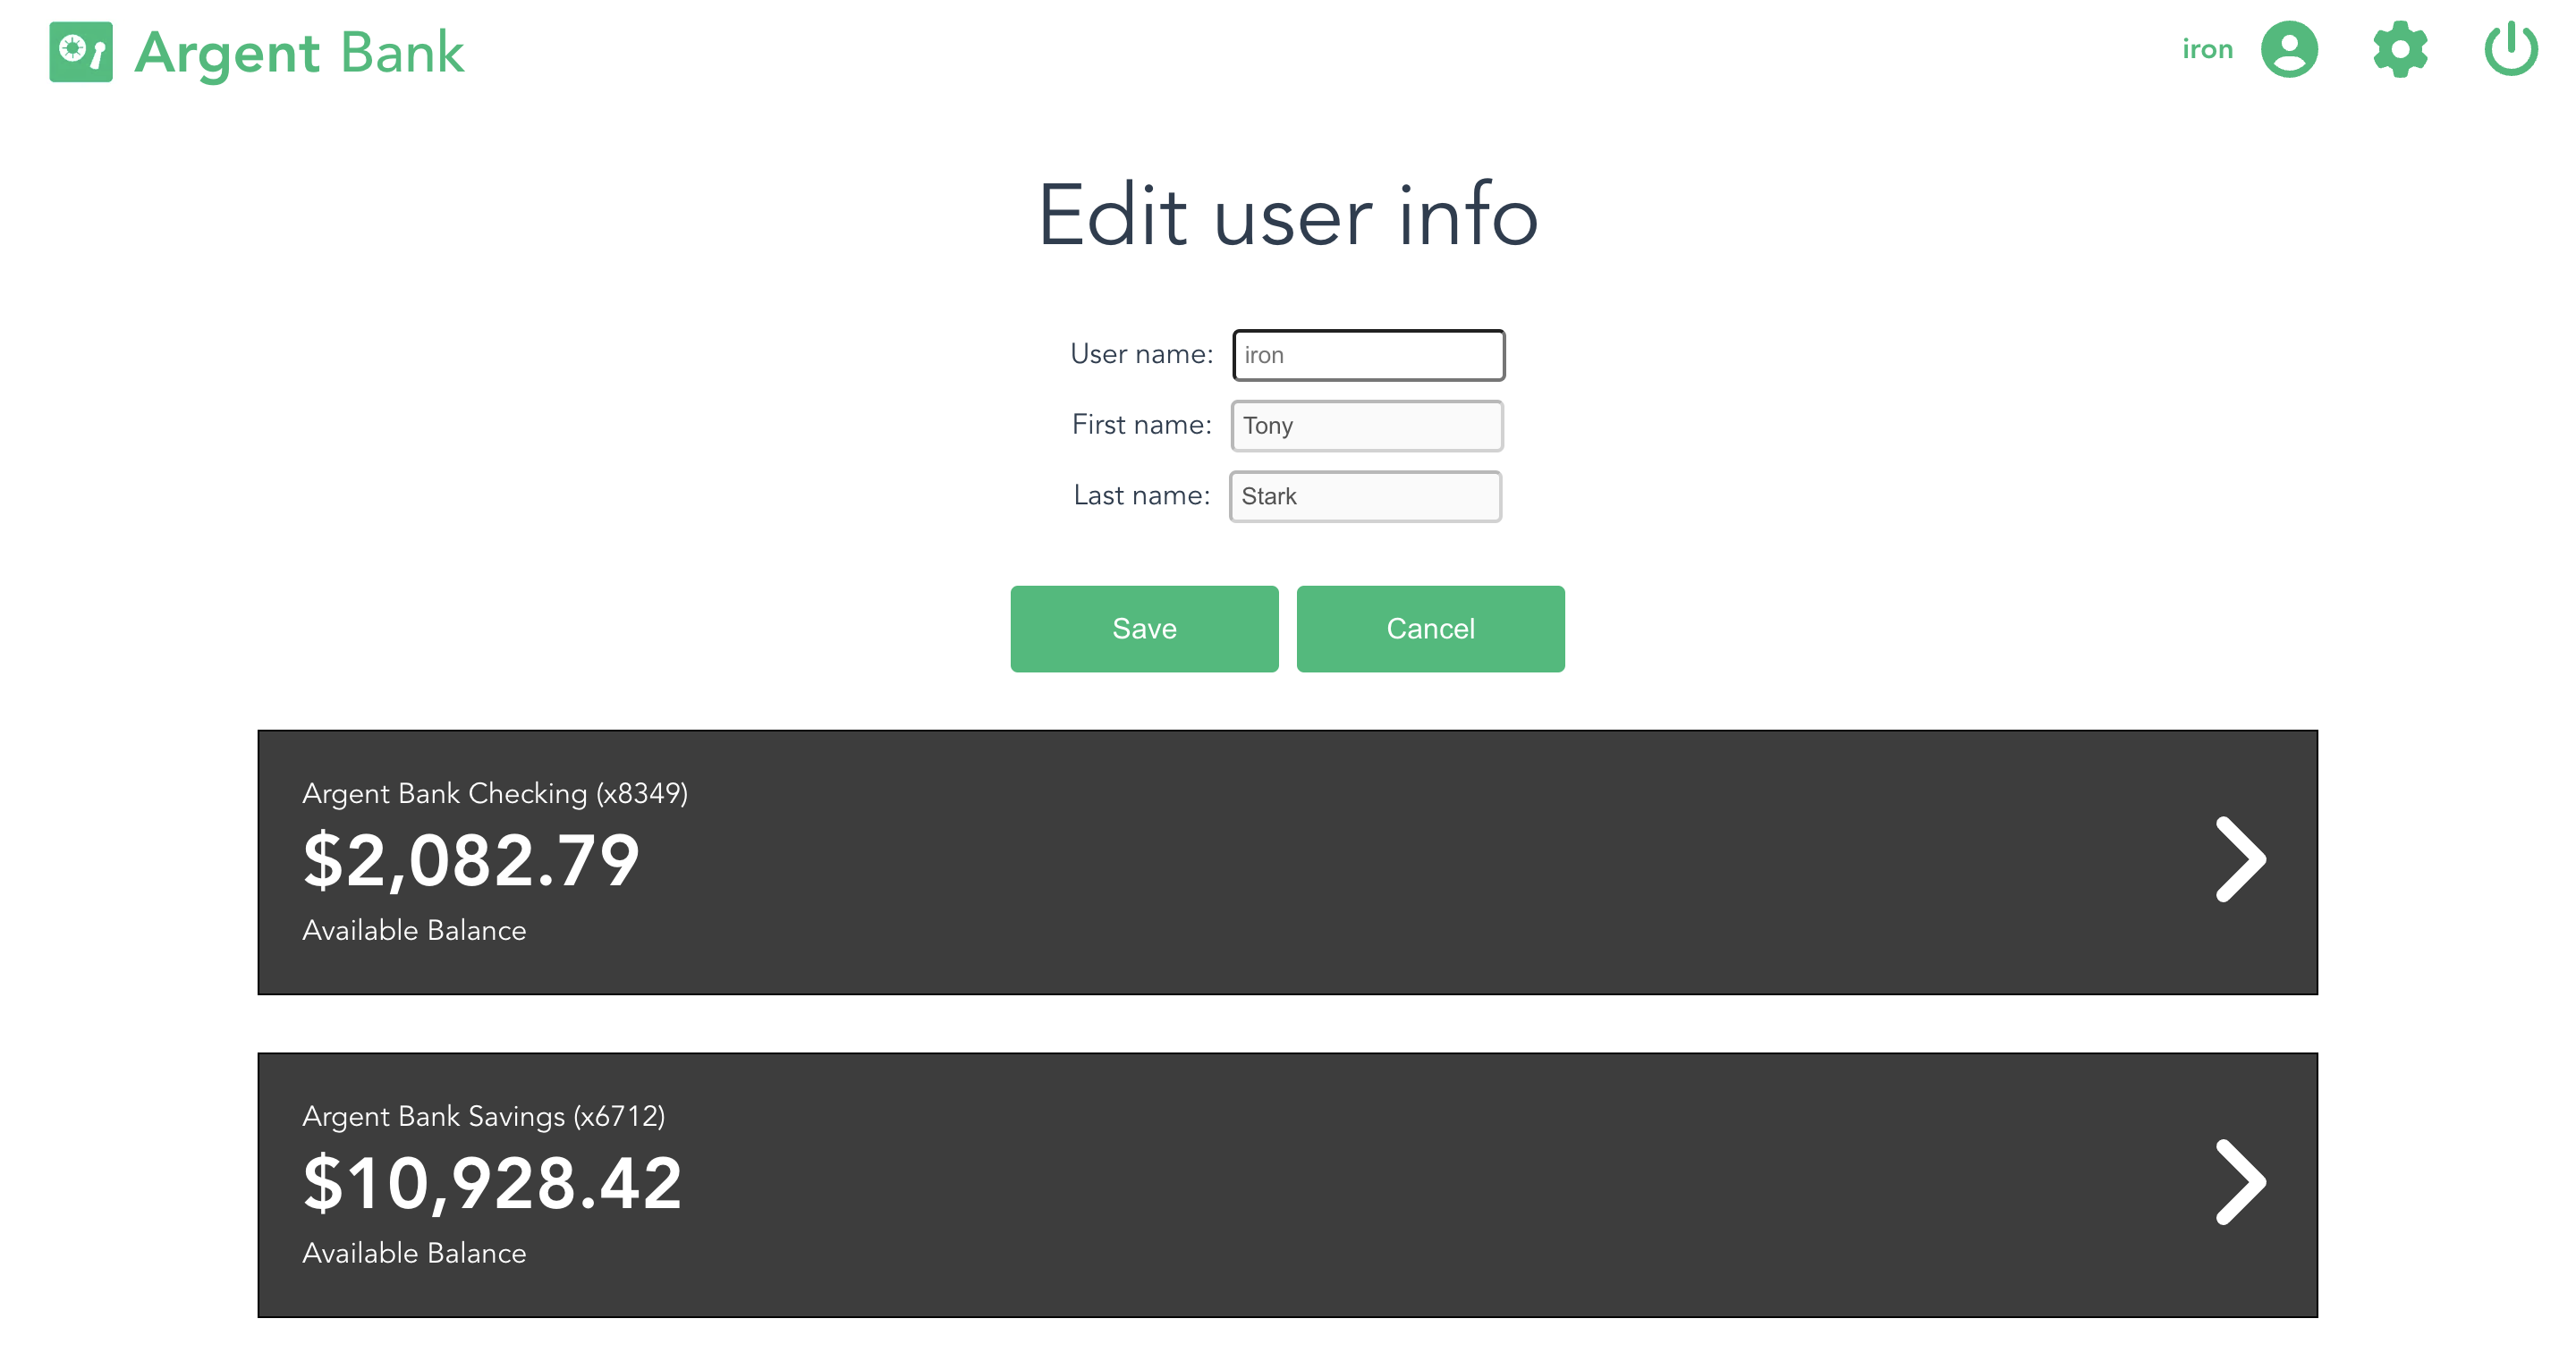 Argent Bank
iron
Edit user info
User name: iron
First name: Tony
Last name: Stark
Save Cancel
Argent Bank Checking (x8349)
$2,082.79
Available Balance
Argent Bank Savings (x6712)
$10,928.42
Available Balance